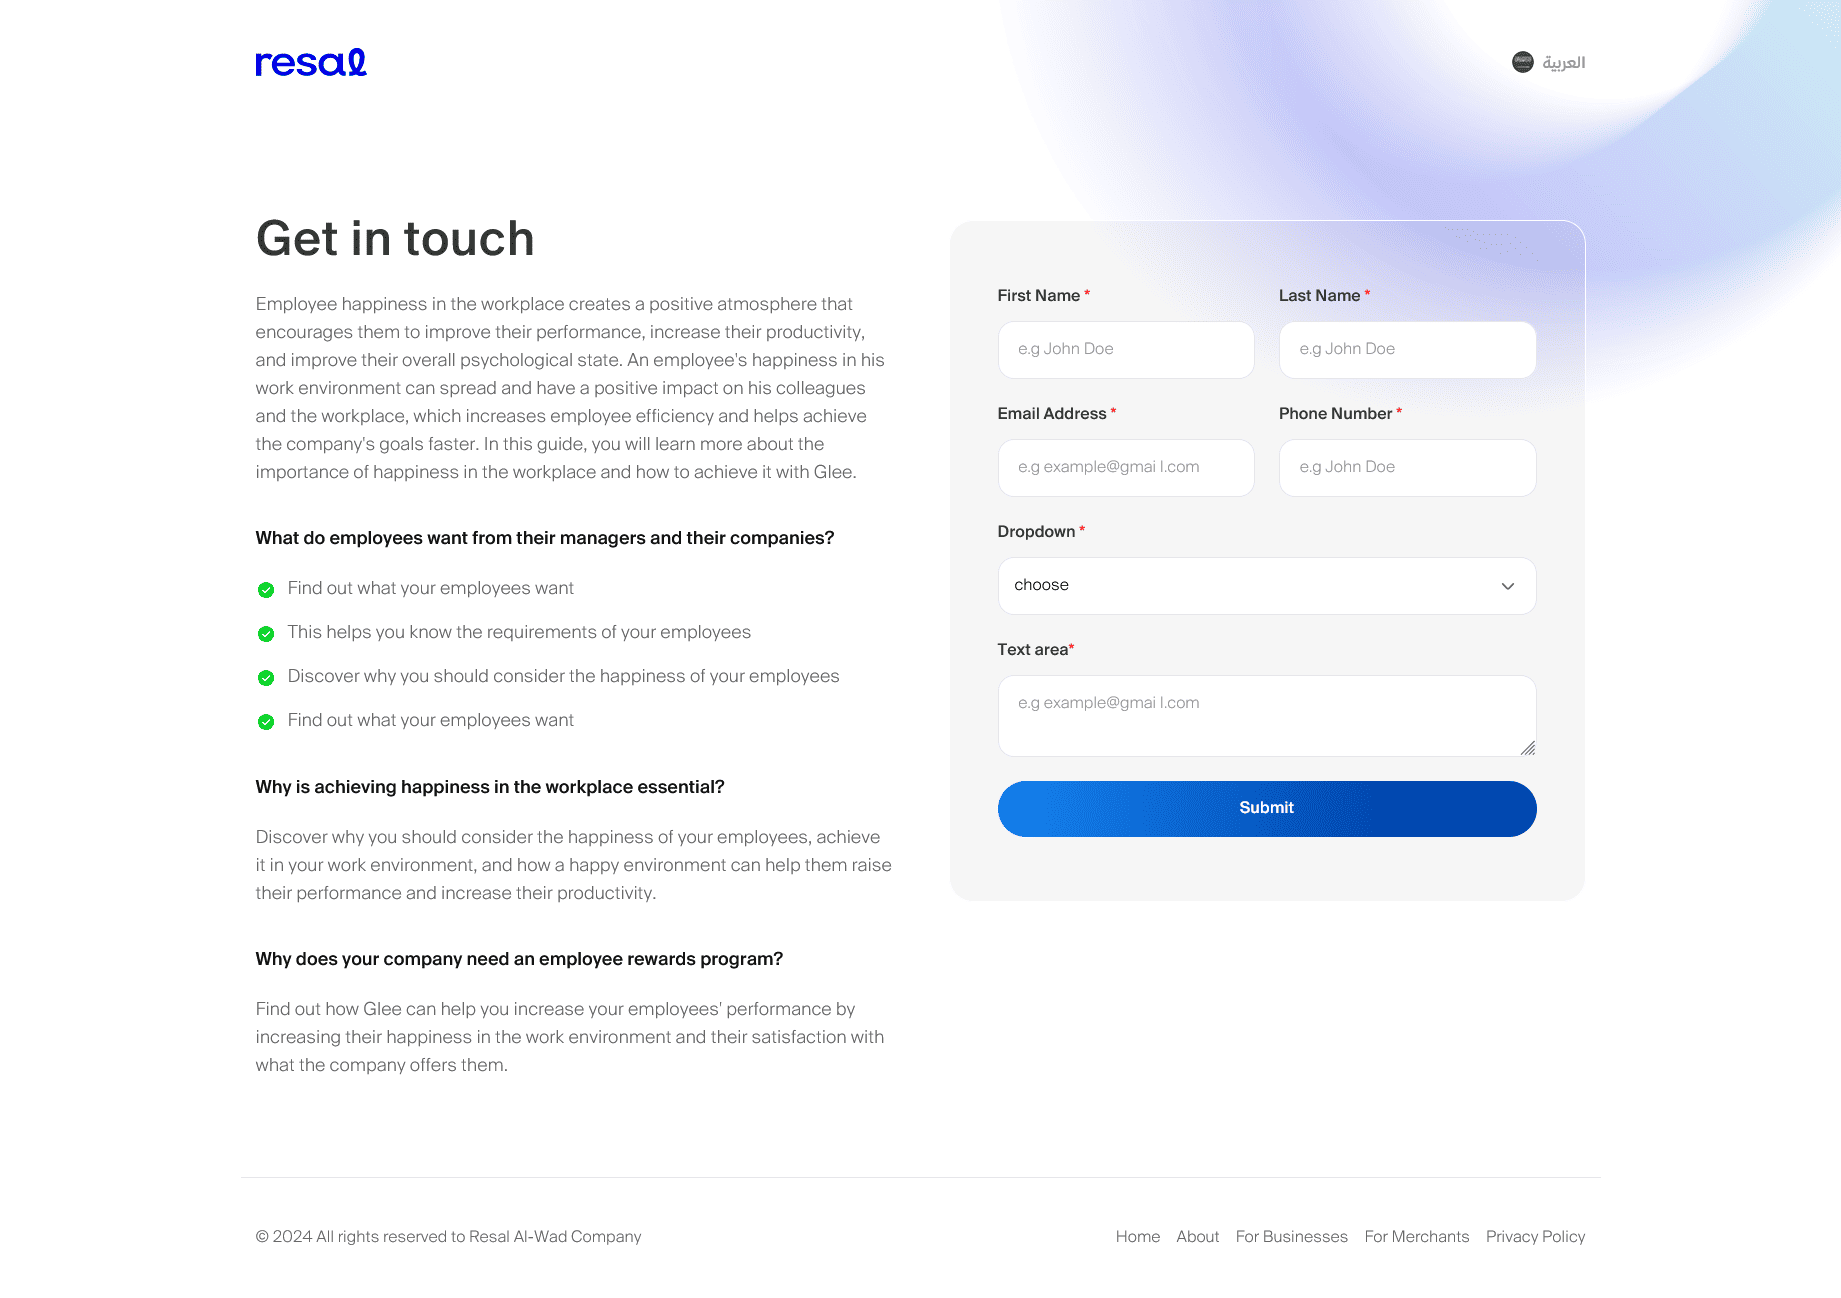 resal
العربية
Get in touch
Employee happiness in the workplace creates a positive atmosphere that
encourages them to improve their performance, increase their productivity,
and improve their overall psychological state. An employee's happiness in his
work environment can spread and have a positive impact on his colleagues
and the workplace, which increases employee efficiency and helps achieve
the company's goals faster. In this guide, you will learn more about the
importance of happiness in the workplace and how to achieve it with Glee.
What do employees want from their managers and their companies?
Find out what your employees want
This helps you know the requirements of your employees
Discover why you should consider the happiness of your employees
Find out what your employees want
Why is achieving happiness in the workplace essential?
Discover why you should consider the happiness of your employees, achieve
it in your work environment, and how a happy environment can help them raise
their performance and increase their productivity.
Why does your company need an employee rewards program?
Find out how Glee can help you increase your employees' performance by
increasing their happiness in the work environment and their satisfaction with
what the company offers them.
First Name *
Last Name *
e.g John Doe
e.g John Doe
Email Address *
Phone Number *
e.g example@gmai l.com
e.g John Doe
Dropdown *
choose
Text area*
e.g example@gmai l.com
Submit
© 2024 All rights reserved to Resal Al-Wad Company
Home About For Businesses For Merchants Privacy Policy